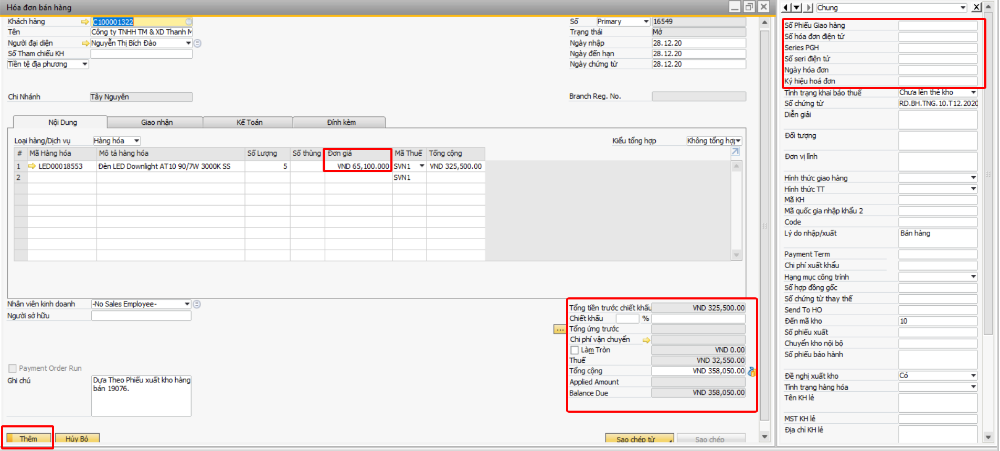 Hóa đơn bán hàng
Khách hàng C100001322
Tên Công ty TNHH TM & XD Thanh M
Người đại diện Nguyễn Thị Bích Đào
Số Tham chiếu KH
Tiền tệ địa phương
Số Primary 16549
Trạng thái Mở
Ngày nhập 28.12.20
Ngày đến hạn 28.12.20
Ngày chứng từ 28.12.20
Chi Nhánh Tây Nguyên
Branch Reg. No.
Nội Dung Giao nhận Kế Toán Đính kèm
Loại hàng/Dịch vụ Hàng hóa
Kiểu tổng hợp Không tổng hợp
# Mã Hàng hóa Mô tả hàng hóa Số Lượng Số thùng Đơn giá Mã Thuế Tổng cộng
1 LED00018553 Đèn LED Downlight AT10 90/7W 3000K SS 5 VND 65,100.000 SVN1 VND 325,500.00
2 SVN1
Nhân viên kinh doanh -No Sales Employee-
Người sở hữu
Tổng tiền trước chiết khấu VND 325,500.00
Chiết khấu %
... Tổng ứng trước
Chi phí vận chuyển
Làm Tròn VND 0.00
Thuế VND 32,550.00
Tổng cộng VND 358,050.00
Applied Amount
Balance Due VND 358,050.00
Payment Order Run
Ghi chú Dựa Theo Phiếu xuất kho hàng
bán 19076.
Thêm Hủy Bỏ
Sao chép từ Sao chép
Chung X
Số Phiếu Giao hàng
Số hóa đơn điện tử
Series PGH
Số seri điện tử
Ngày hóa đơn
Ký hiệu hoá đơn
Tình trạng khai báo thuế Chưa lên thẻ kho
Số chứng từ RD.BH.TNG.10.T12.2020
Diễn giải
Đối tượng
Đơn vị lĩnh
Hình thức giao hàng
Hình thức TT
Mã KH
Mã quốc gia nhập khẩu 2
Code
Lý do nhập/xuất Bán hàng
Payment Term
Chi phí xuất khẩu
Hạng mục công trình
Số hợp đồng gốc
Số chứng từ thay thế
Send To HO
Đến mã kho 10
Số phiếu xuất
Chuyển kho nội bộ
Số phiếu bảo hành
Đề nghị xuất kho Có
Tình trạng hàng hóa
Tên KH lẻ
MST KH lẻ
Địa chỉ KH lẻ